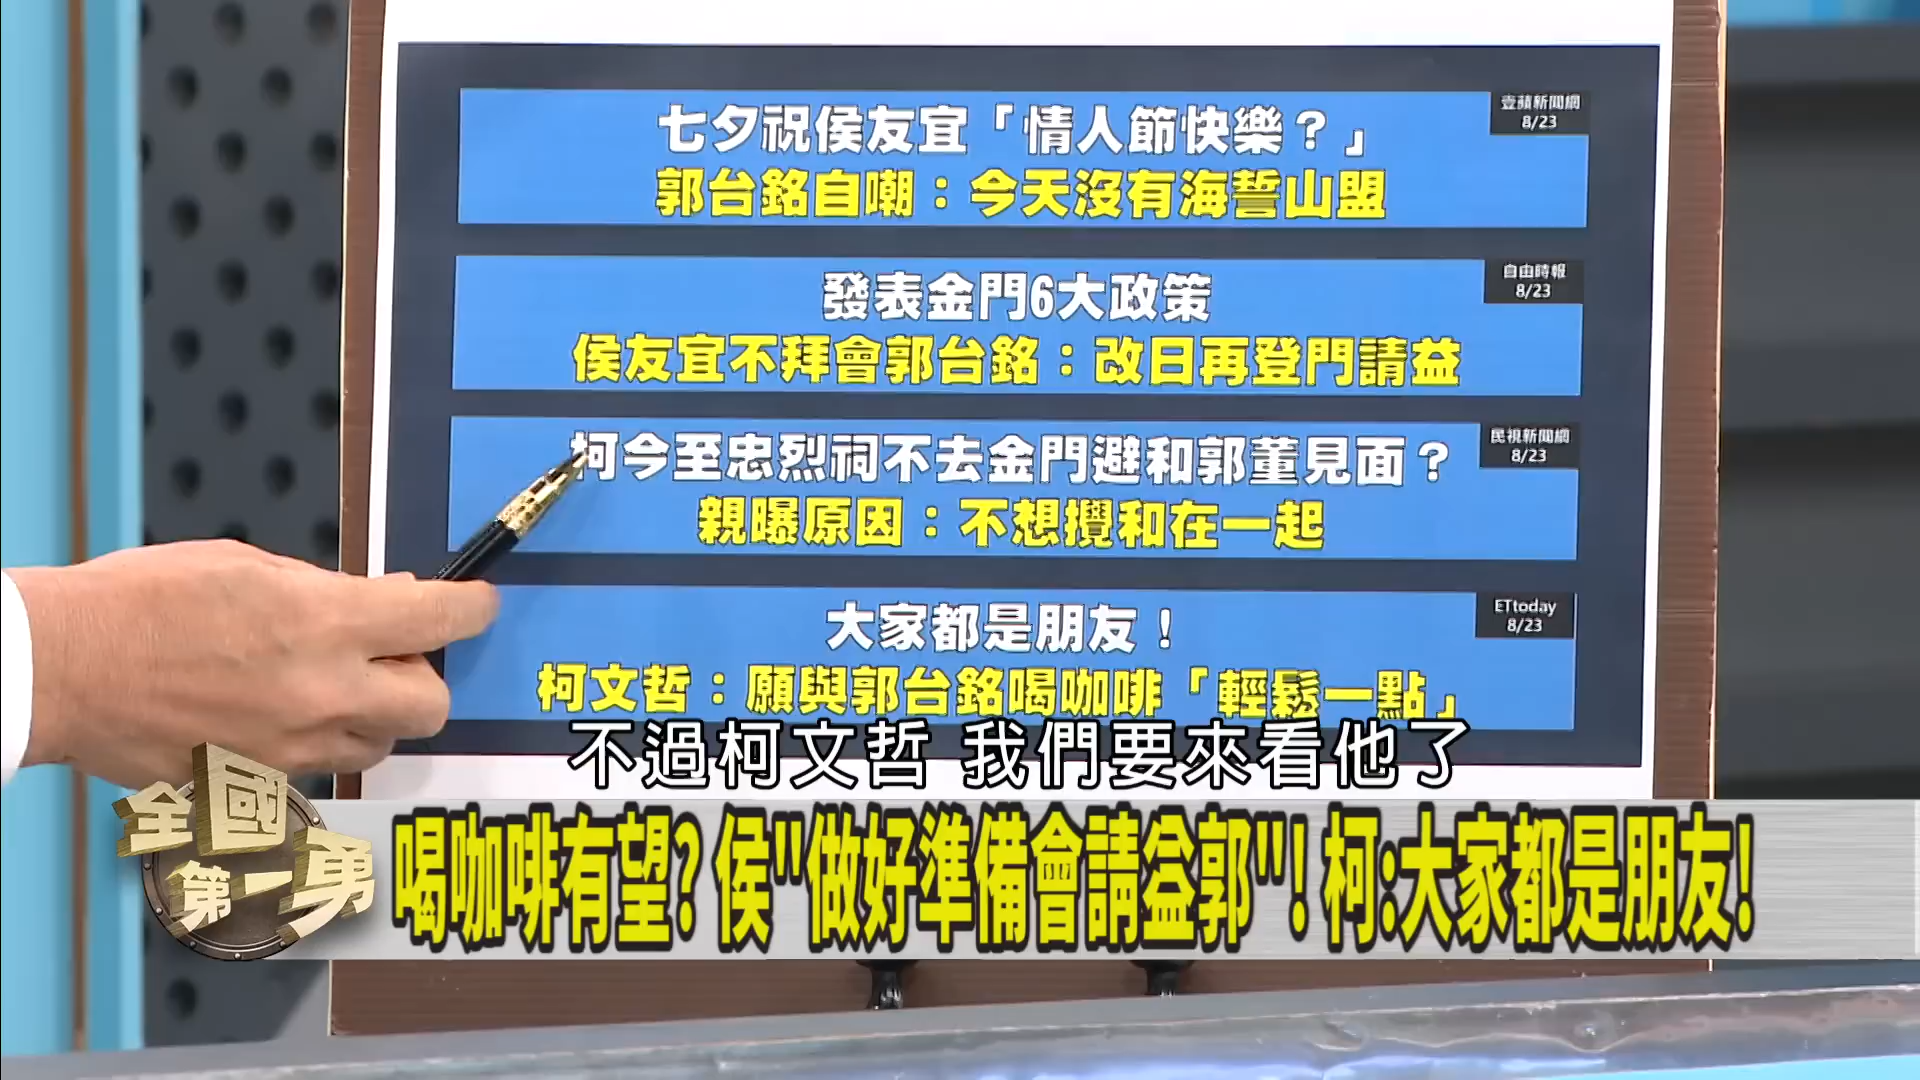 壹蘋新聞網
8/23
七夕祝侯友宜「情人節快樂？」
郭台銘自嘲：今天沒有海誓山盟
自由時報
8/23
發表金門6大政策
侯友宜不拜會郭台銘：改日再登門請益
民視新聞網
8/23
柯今至忠烈祠不去金門避和郭董見面？
親曝原因：不想攪和在一起
ETtoday
8/23
大家都是朋友！
柯文哲：願與郭台銘喝咖啡「輕鬆一點」
不過柯文哲 我們要來看他了
全國
第一勇
喝咖啡有望? 侯"做好準備會請益郭"! 柯:大家都是朋友!